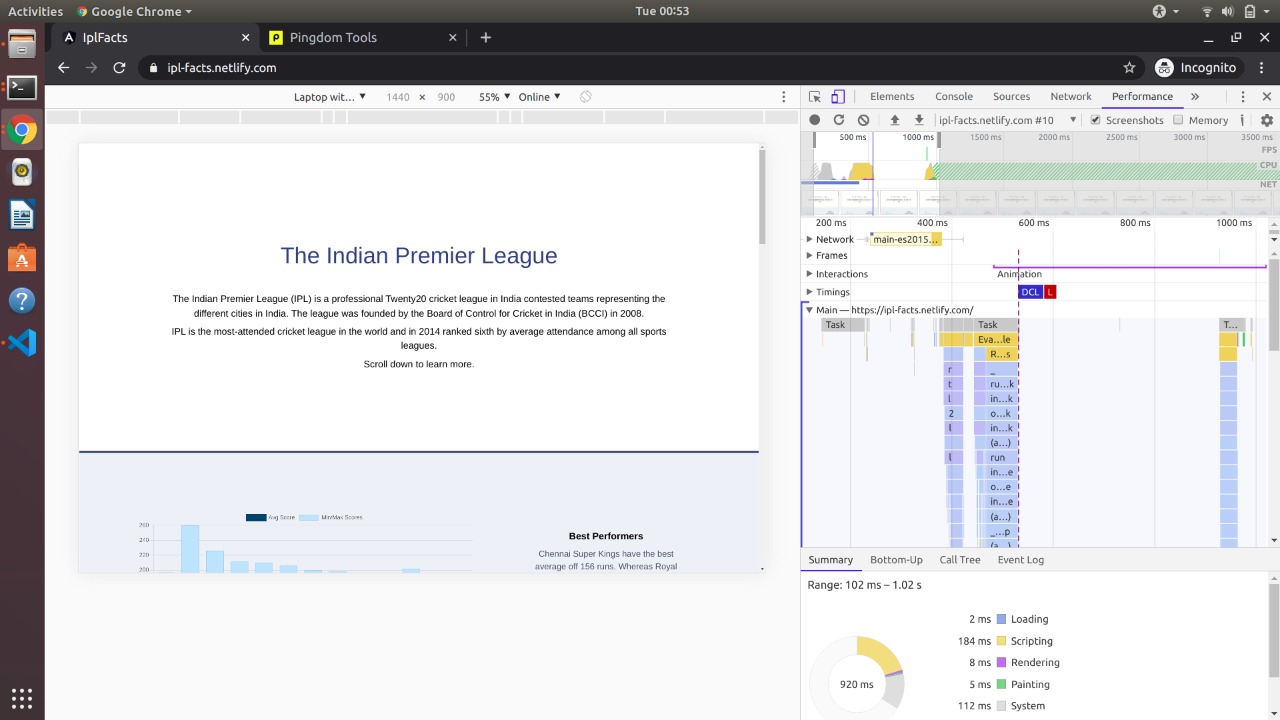 Activities Google Chrome Tue 00:53
IplFacts Pingdom Tools
ipl-facts.netlify.com Incognito
Laptop wit... 1440 × 900 55% Online
The Indian Premier League
The Indian Premier League (IPL) is a professional Twenty20 cricket league in India contested teams representing the
different cities in India. The league was founded by the Board of Control for Cricket in India (BCCI) in 2008.
IPL is the most-attended cricket league in the world and in 2014 ranked sixth by average attendance among all sports
leagues.
Scroll down to learn more.
Avg Score Min/Max Scores
260
240
220
200
Best Performers
Chennai Super Kings have the best
average off 156 runs. Whereas Royal
Elements Console Sources Network Performance »
ipl-facts.netlify.com #10 Screenshots Memory
500 ms 1000 ms 1500 ms 2000 ms 2500 ms 3000 ms 3500 ms
FPS
CPU
NET
200 ms 400 ms 600 ms 800 ms 1000 ms
Network main-es2015...
Frames
Interactions Animation
Timings DCL L
Main — https://ipl-facts.netlify.com/
Task Task T...
Eva...le
R...s
r _
t ru...k
l in...k
2 o...k
l in...k
(a...)
l run
in...e
o...e
in...e
(a...)
_...p
(a...)
Summary Bottom-Up Call Tree Event Log
Range: 102 ms – 1.02 s
920 ms
2 ms Loading
184 ms Scripting
8 ms Rendering
5 ms Painting
112 ms System